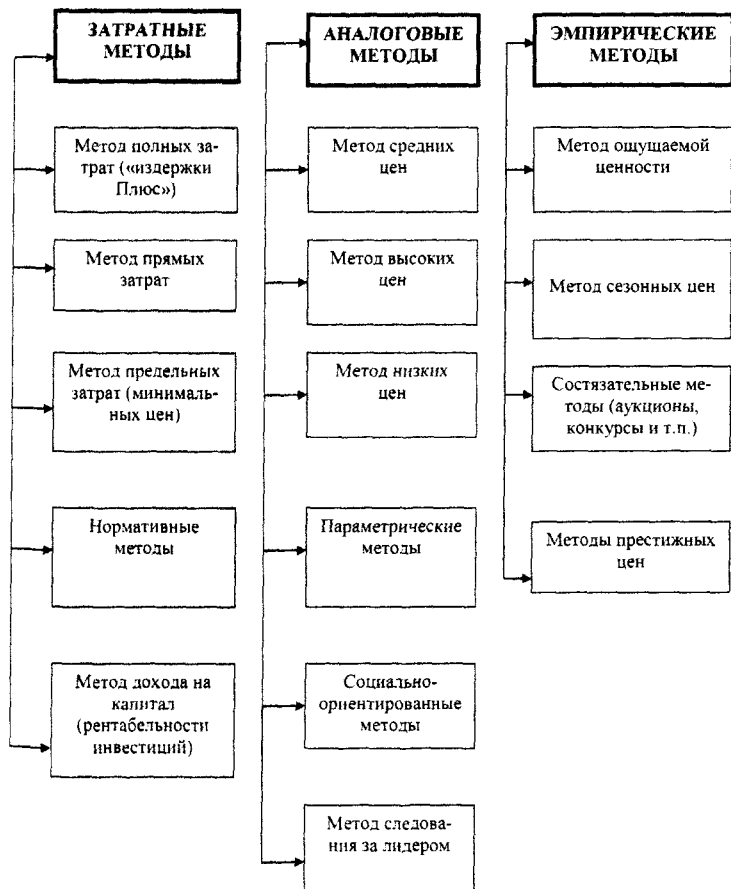 ЗАТРАТНЫЕ
МЕТОДЫ
Метод полных за-
трат («издержки
Плюс»)
Метод прямых
затрат
Метод предельных
затрат (минималь-
ных цен)
Нормативные
методы
Метод дохода на
капитал
(рентабельности
инвестиций)
АНАЛОГОВЫЕ
МЕТОДЫ
Метод средних
цен
Метод высоких
цен
Метод низких
цен
Параметрические
методы
Социально-
ориентированные
методы
Метод следова-
ния за лидером
ЭМПИРИЧЕСКИЕ
МЕТОДЫ
Метод ощущаемой
ценности
Метод сезонных цен
Состязательные ме-
тоды (аукционы,
конкурсы и т.п.)
Методы престижных
цен